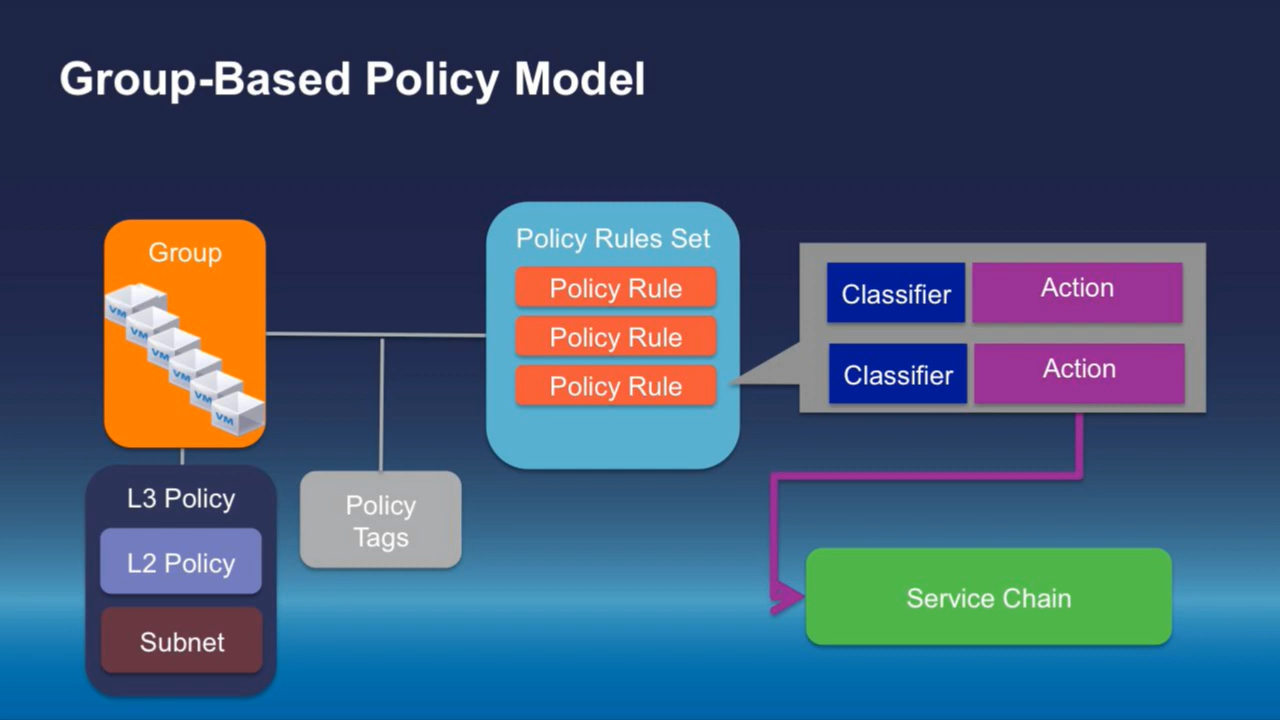 Group-Based Policy Model
Group
VM
VM
VM
VM
VM
VM
Policy Rules Set
Policy Rule
Policy Rule
Policy Rule
Classifier
Action
Classifier
Action
L3 Policy
L2 Policy
Subnet
Policy
Tags
Service Chain